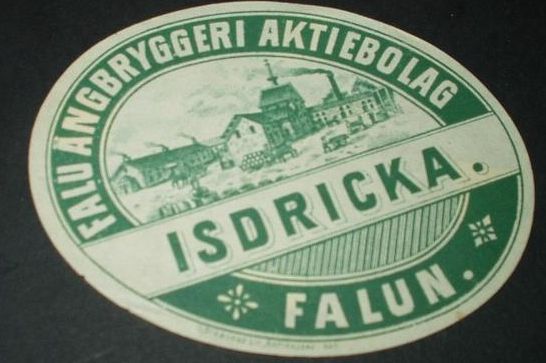 FALU ÅNGBRYGGERI AKTIEBOLAG
ISDRICKA.
FALUN.